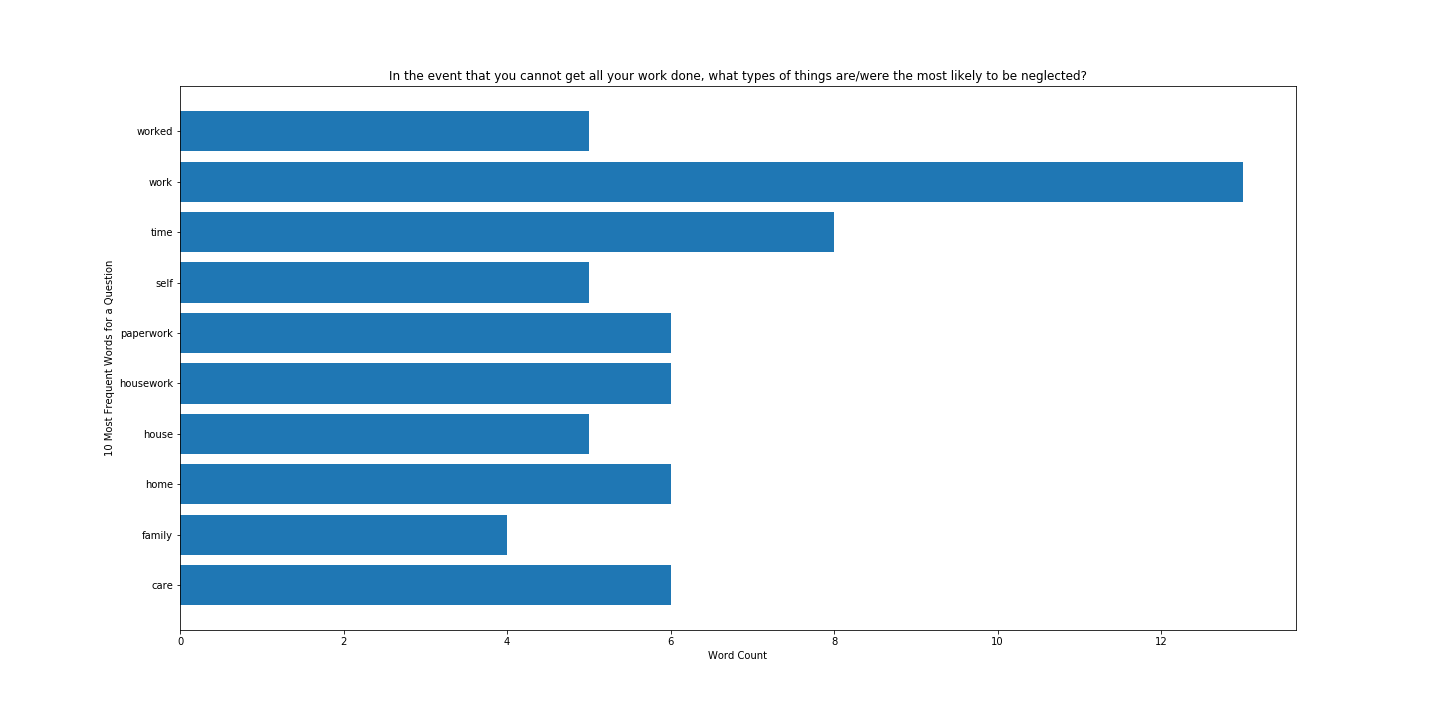 In the event that you cannot get all your work done, what types of things are/were the most likely to be neglected?
10 Most Frequent Words for a Question
worked
work
time
self
paperwork
housework
house
home
family
care
0 2 4 6 8 10 12
Word Count